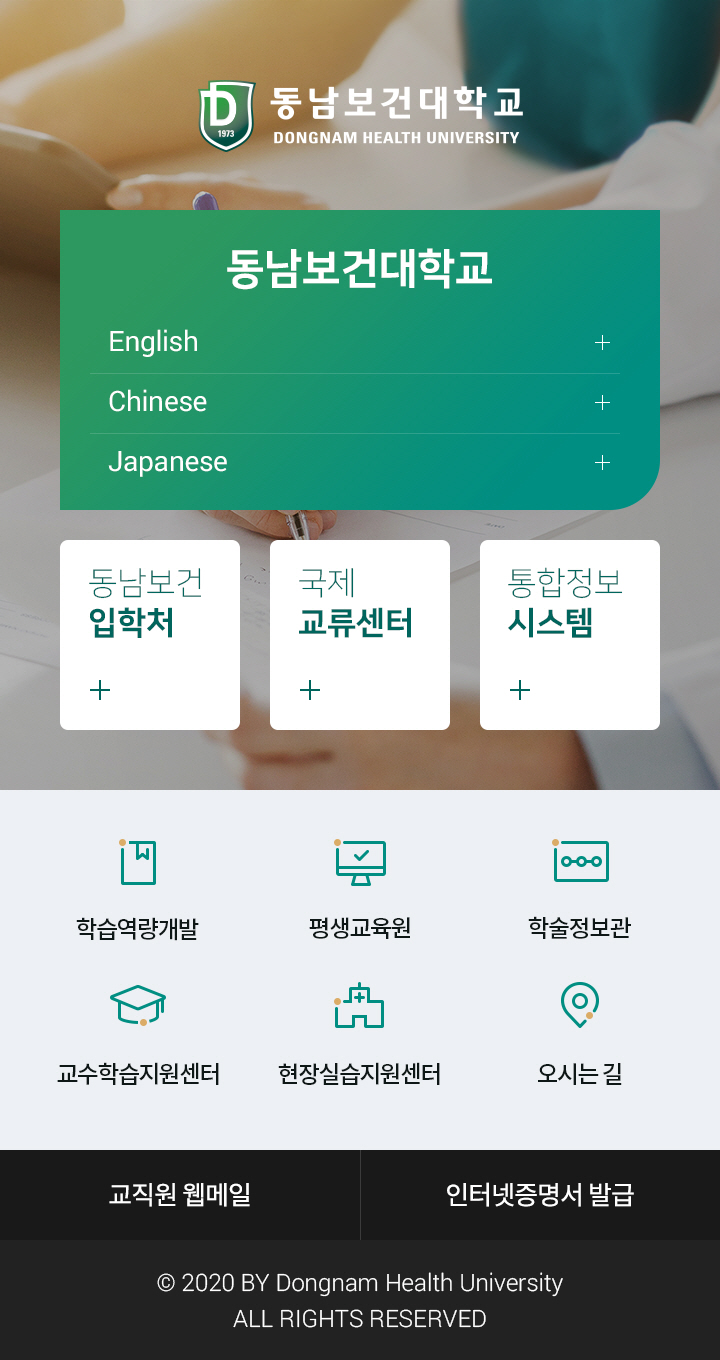 D
1973
동남보건대학교
DONGNAM HEALTH UNIVERSITY
동남보건대학교
English
Chinese
Japanese
동남보건
입학처
국제
교류센터
통합정보
시스템
학습역량개발
평생교육원
학술정보관
교수학습지원센터
현장실습지원센터
오시는 길
교직원 웹메일
인터넷증명서 발급
© 2020 BY Dongnam Health University
ALL RIGHTS RESERVED